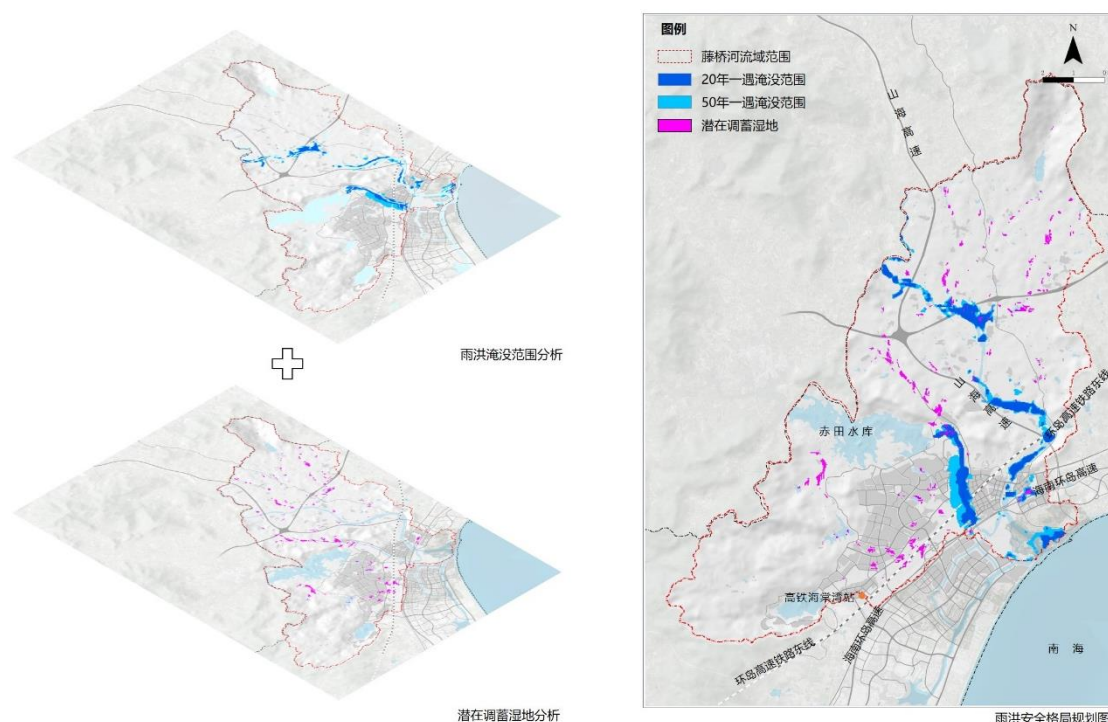 雨洪淹没范围分析
潜在调蓄湿地分析
图例
藤桥河流域范围
20年一遇淹没范围
50年一遇淹没范围
潜在调蓄湿地
N
山海高速
山海高速
环岛高速铁路东线
赤田水库
海南环岛高速
高铁海棠湾站
海南环岛高速
环岛高速铁路东线
南海
雨洪安全格局规划图